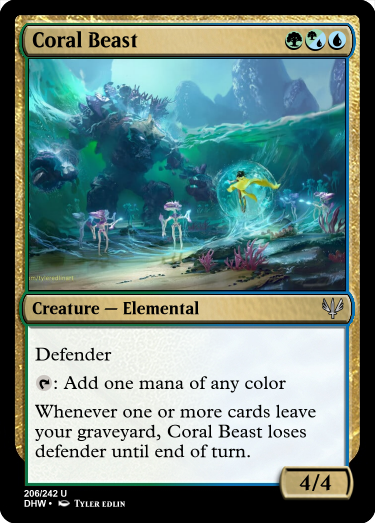 Coral Beast
m/tyleredlinart
Creature — Elemental
Defender
: Add one mana of any color
Whenever one or more cards leave
your graveyard, Coral Beast loses
defender until end of turn.
4/4
206/242 U
DHW • Tyler edlin